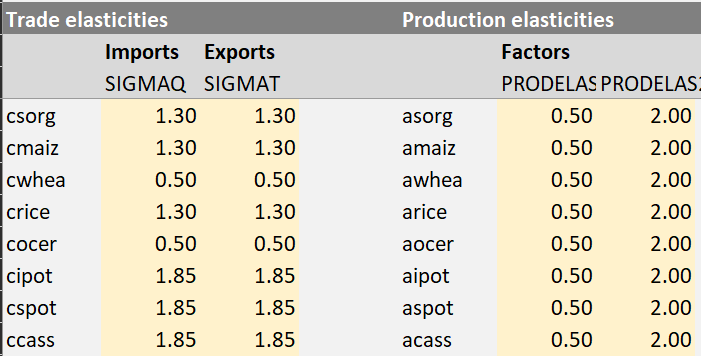 Trade elasticities Production elasticities
Imports Exports Factors
SIGMAQ SIGMAT PRODELAS PRODELAS2
csorg 1.30 1.30 asorg 0.50 2.00
cmaiz 1.30 1.30 amaiz 0.50 2.00
cwhea 0.50 0.50 awhea 0.50 2.00
crice 1.30 1.30 arice 0.50 2.00
cocer 0.50 0.50 aocer 0.50 2.00
cipot 1.85 1.85 aipot 0.50 2.00
cspot 1.85 1.85 aspot 0.50 2.00
ccass 1.85 1.85 acass 0.50 2.00